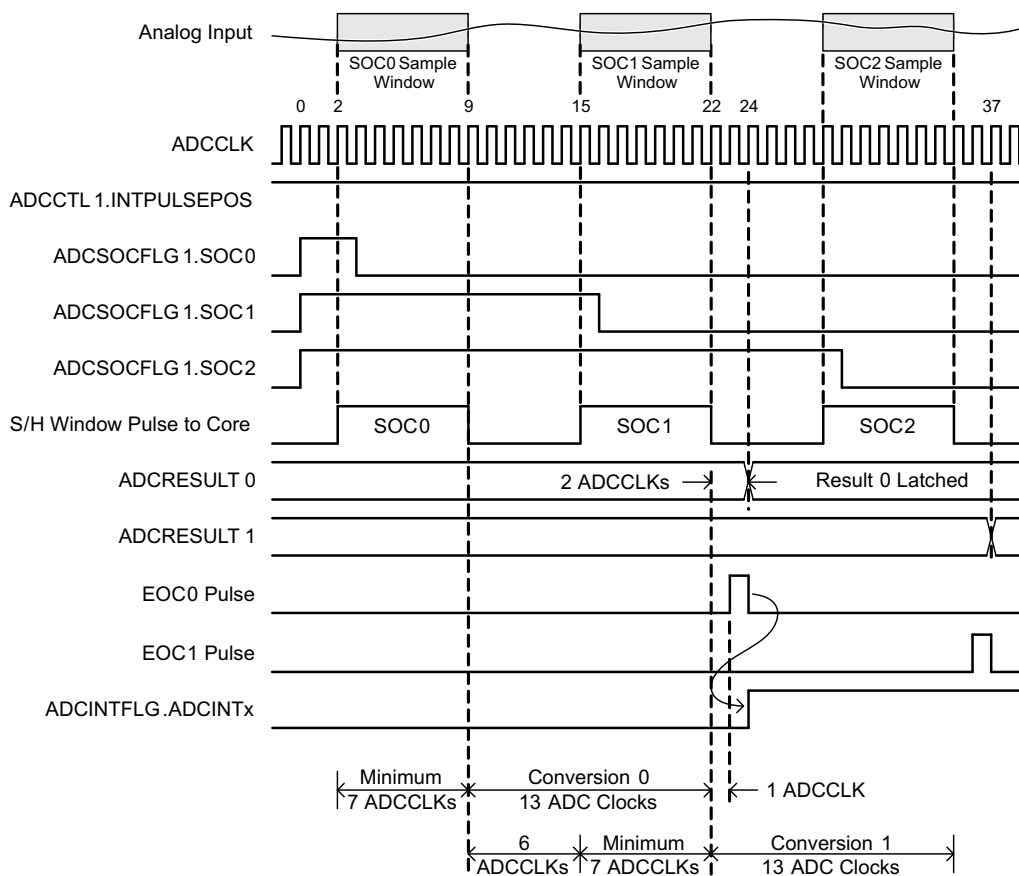 Analog Input
SOC0 Sample
Window
SOC1 Sample
Window
SOC2 Sample
Window
0 2 9 15 22 24 37
ADCCLK
ADCCTL 1.INTPULSEPOS
ADCSOCFLG 1.SOC0
ADCSOCFLG 1.SOC1
ADCSOCFLG 1.SOC2
S/H Window Pulse to Core
SOC0
SOC1
SOC2
ADCRESULT 0
2 ADCCLKs
Result 0 Latched
ADCRESULT 1
EOC0 Pulse
EOC1 Pulse
ADCINTFLG .ADCINTx
Minimum
7 ADCCLKs
Conversion 0
13 ADC Clocks
1 ADCCLK
6
ADCCLKs
Minimum
7 ADCCLKs
Conversion 1
13 ADC Clocks